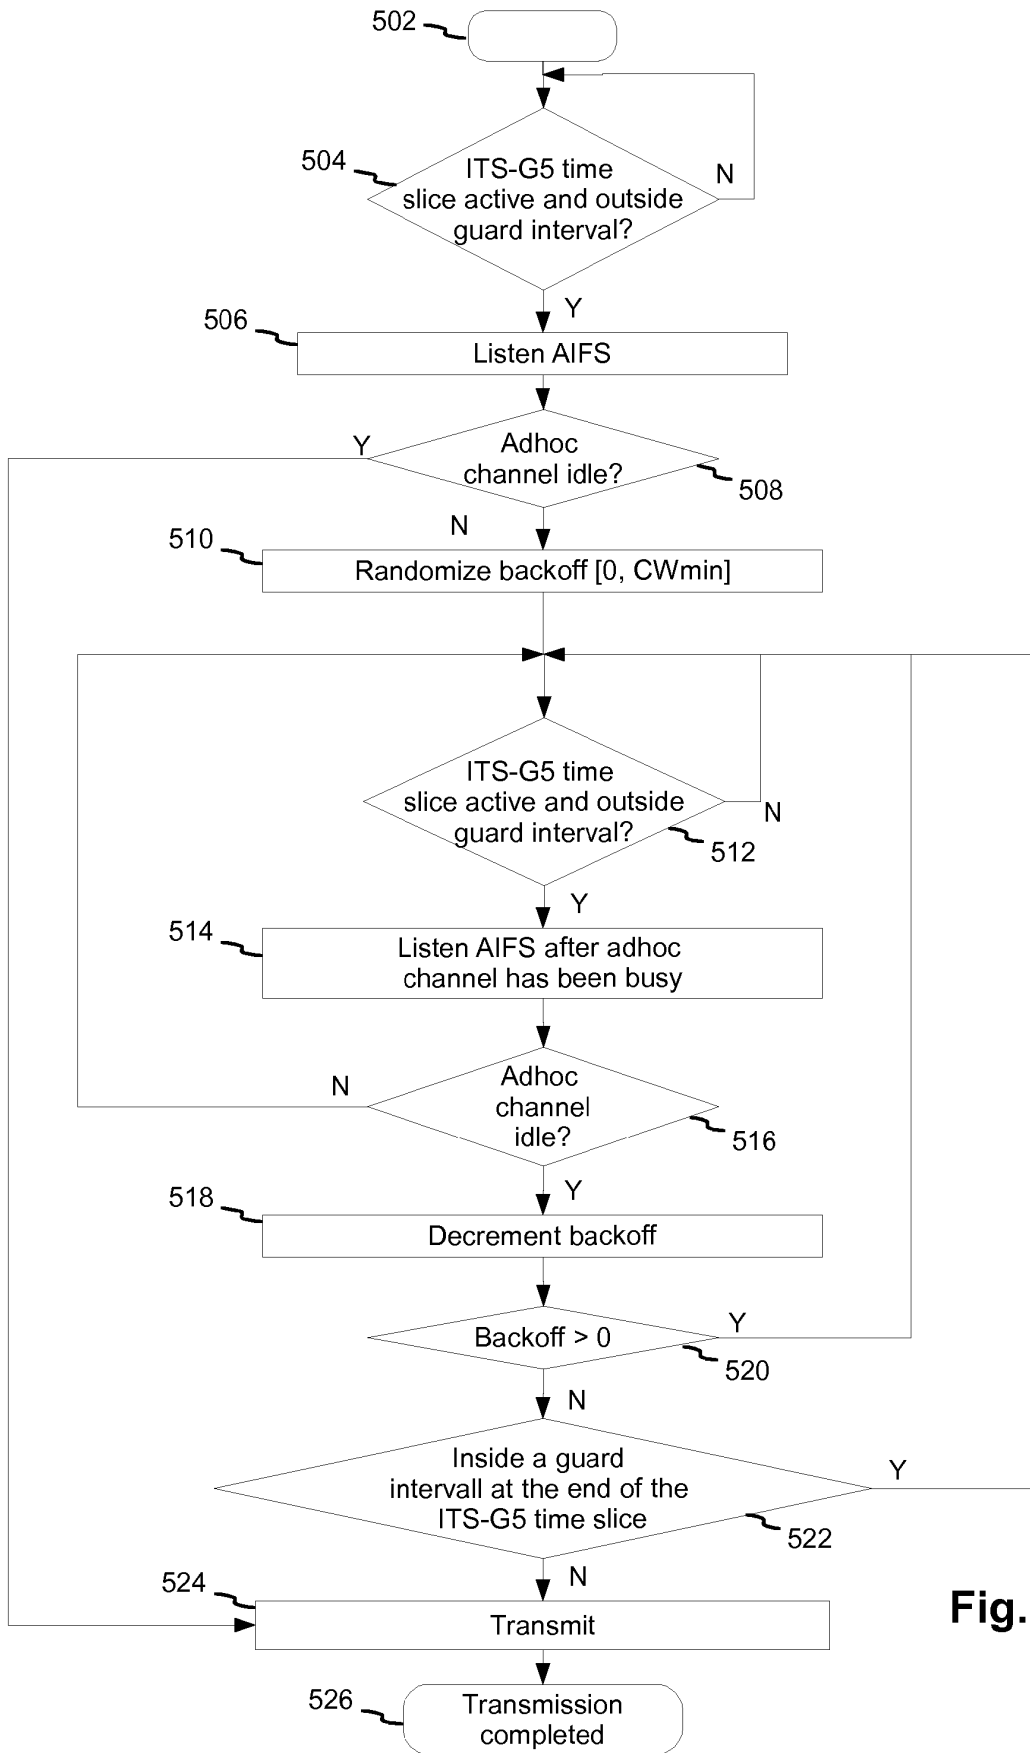 502
504
ITS-G5 time
slice active and outside
guard interval?
N
Y
506
Listen AIFS
Y
Adhoc
channel idle?
508
N
510
Randomize backoff [0, CWmin]
ITS-G5 time
slice active and outside
guard interval?
N
512
Y
514
Listen AIFS after adhoc
channel has been busy
N
Adhoc
channel
idle?
516
Y
518
Decrement backoff
Backoff > 0
Y
520
N
Inside a guard
intervall at the end of the
ITS-G5 time slice
Y
522
N
524
Transmit
Fig.
526
Transmission
completed